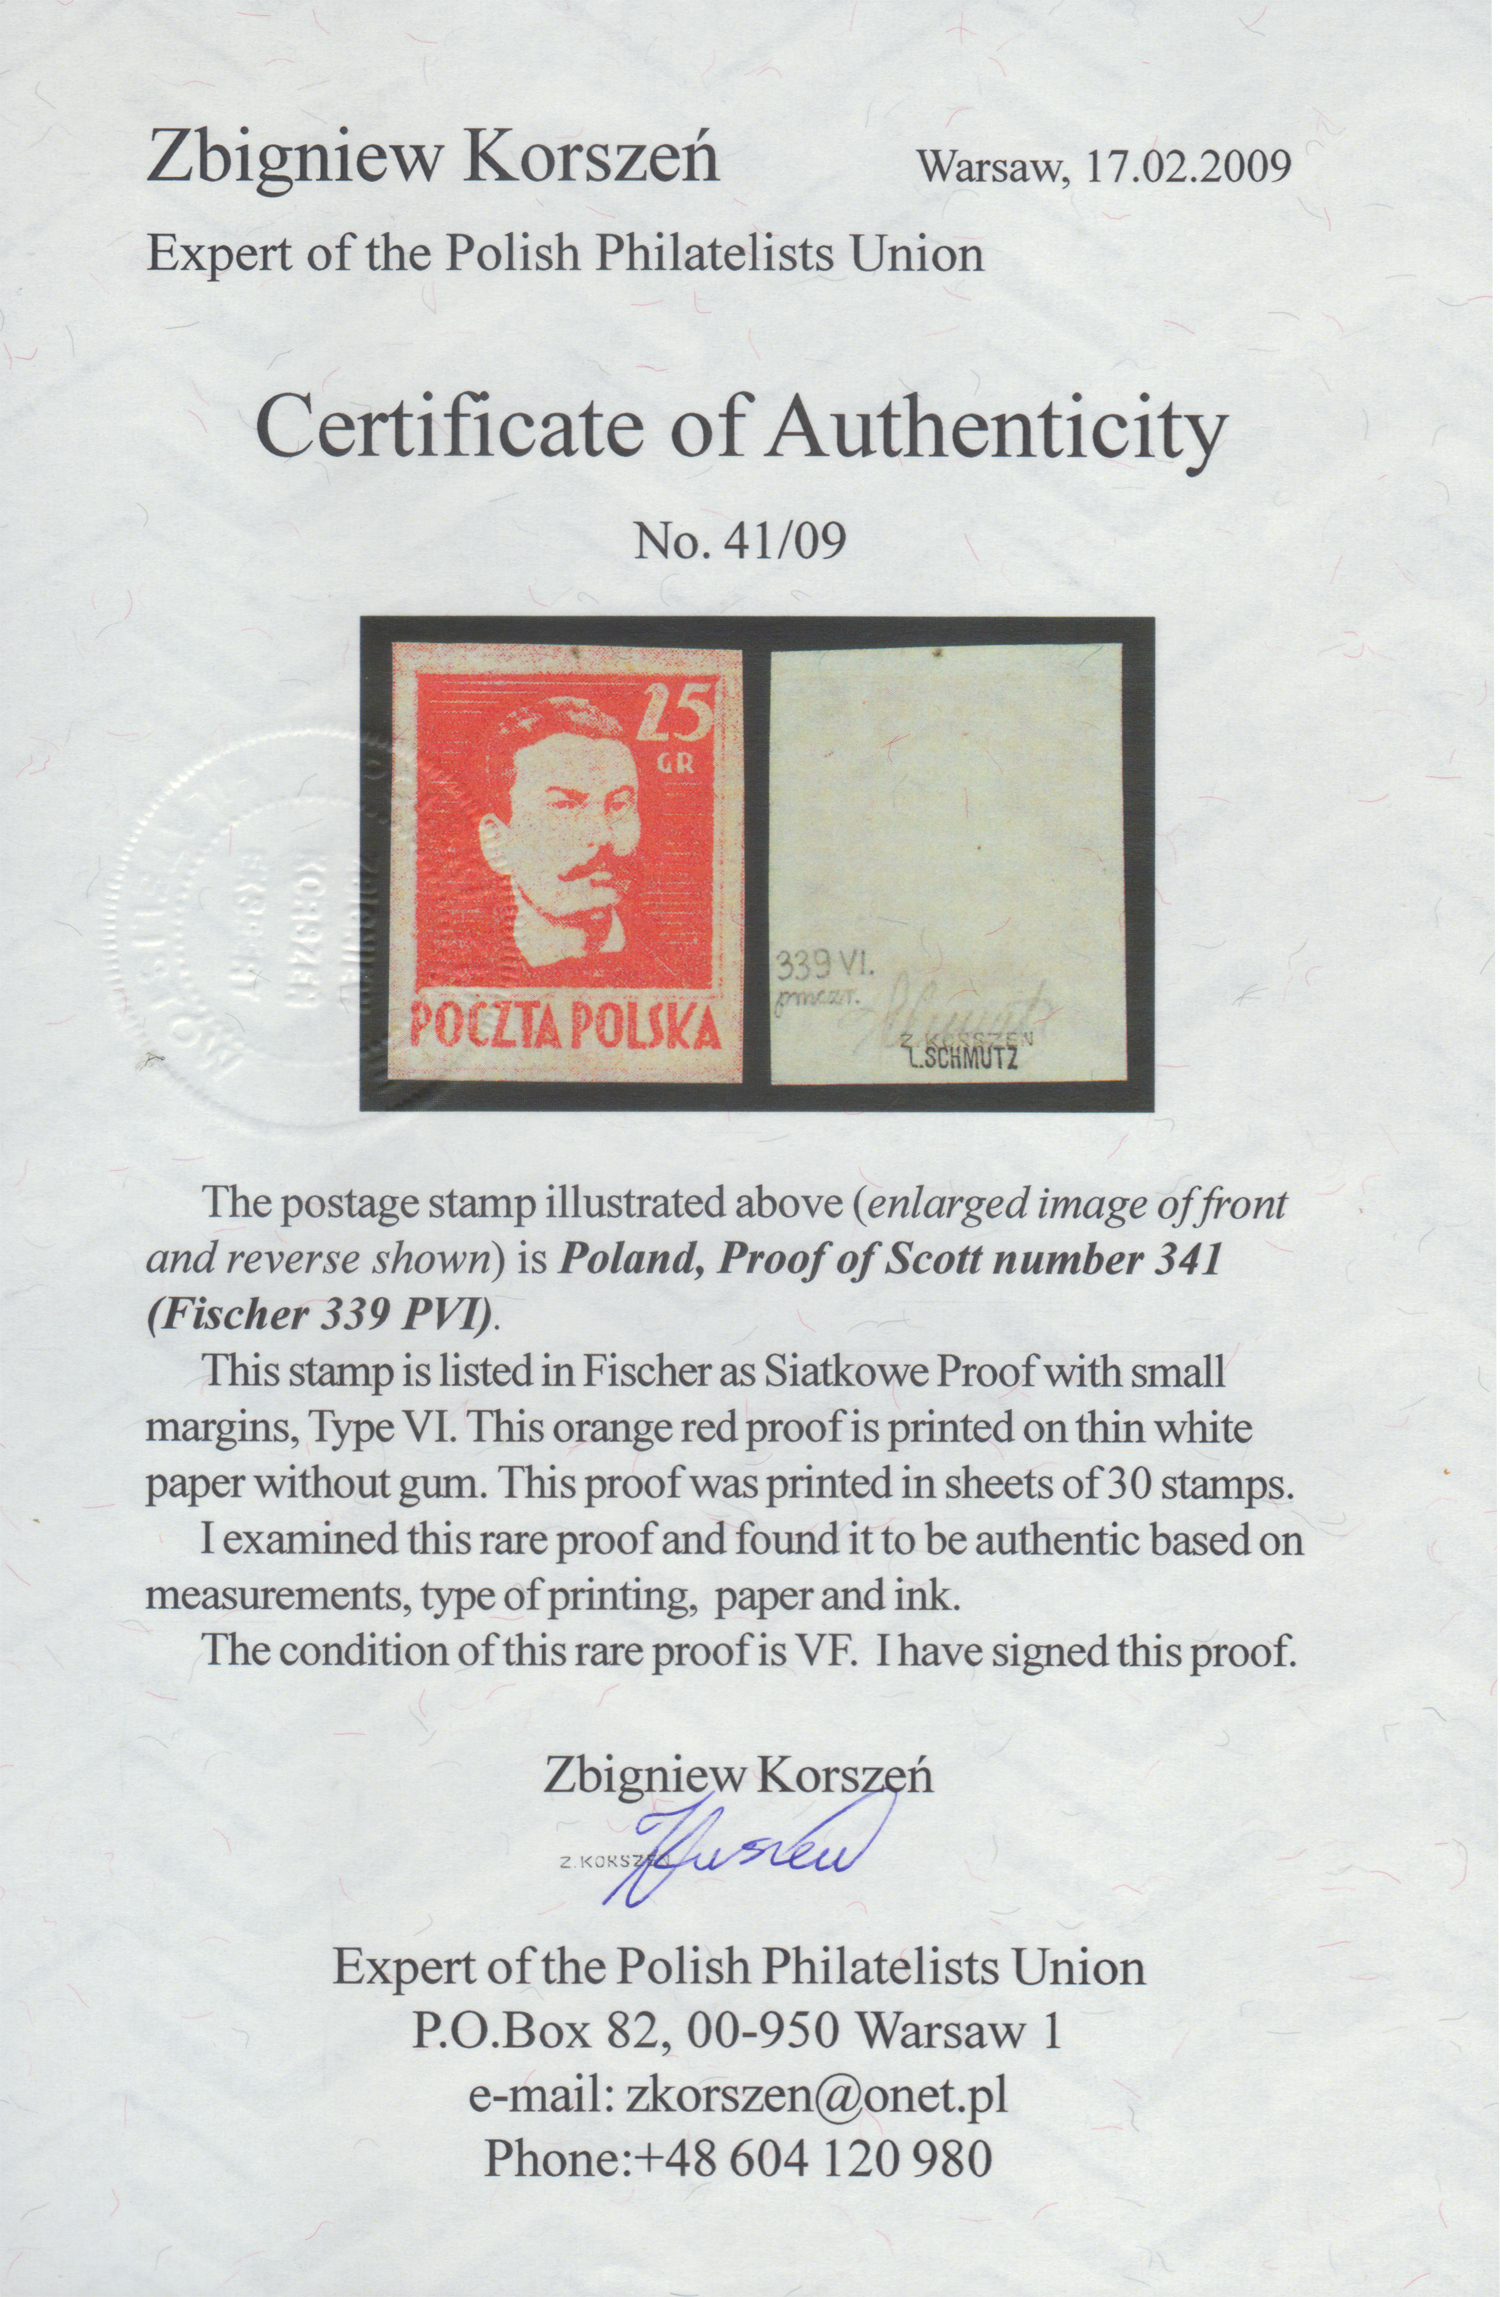 Zbigniew Korszeń
Warsaw, 17.02.2009
Expert of the Polish Philatelists Union
Certificate of Authenticity
No. 41/09
25
GR
POCZTA POLSKA
339 VI.
Z. KORSZEN
L.SCHMUTZ
KORSZEN
EKSPERT
The postage stamp illustrated above (enlarged image of front
and reverse shown) is Poland, Proof of Scott number 341
(Fischer 339 PVI).
This stamp is listed in Fischer as Siatkowe Proof with small
margins, Type VI. This orange red proof is printed on thin white
paper without gum. This proof was printed in sheets of 30 stamps.
I examined this rare proof and found it to be authentic based on
measurements, type of printing, paper and ink.
The condition of this rare proof is VF. I have signed this proof.
Zbigniew Korszeń
Z. KORSZEN
Expert of the Polish Philatelists Union
P.O.Box 82, 00-950 Warsaw 1
e-mail: zkorszen@onet.pl
Phone:+48 604 120 980